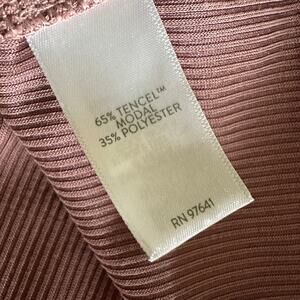 65% TENCEL™
MODAL
35% POLYESTER
RN 97641